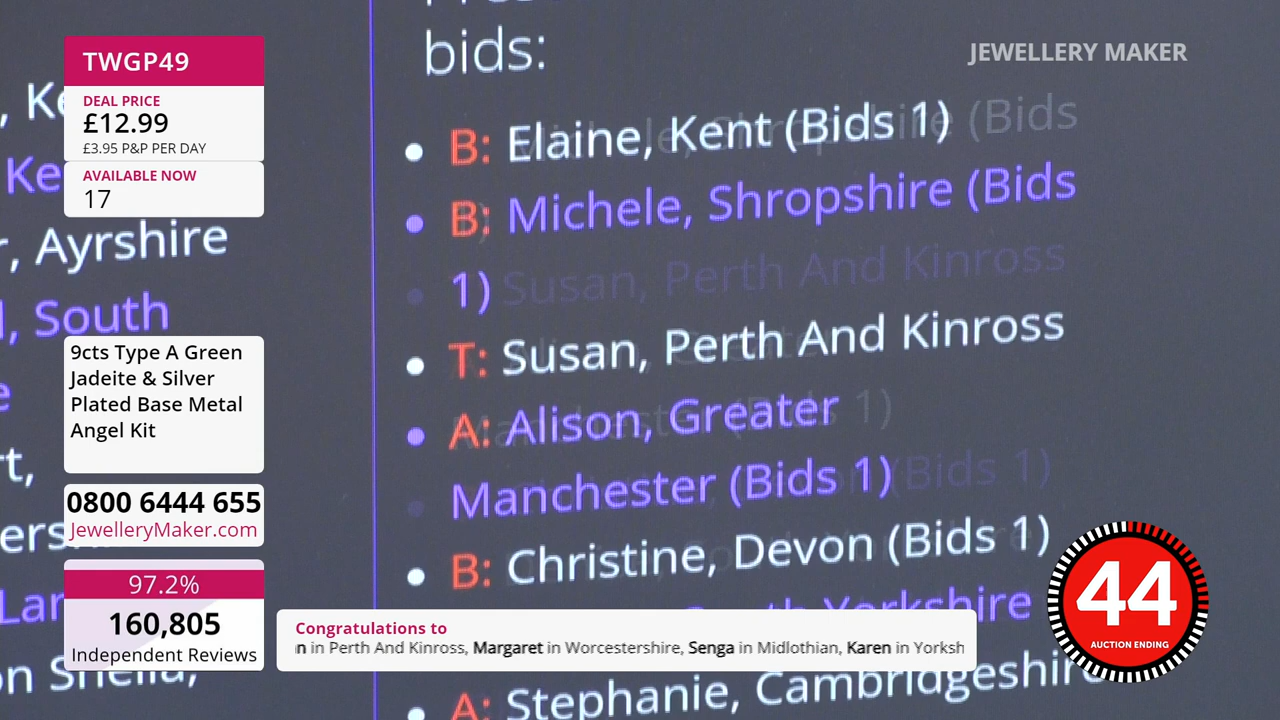 TWGP49
DEAL PRICE
£12.99
£3.95 P&P PER DAY
AVAILABLE NOW
17
9cts Type A Green
Jadeite & Silver
Plated Base Metal
Angel Kit
0800 6444 655
JewelleryMaker.com
97.2%
160,805
Independent Reviews
JEWELLERY MAKER
, Ayrshire
, South
bids:
B: Elaine, Kent (Bids 1)
B: Michele, Shropshire (Bids
1)
T: Susan, Perth And Kinross
A: Alison, Greater
Manchester (Bids 1)
B: Christine, Devon (Bids 1)
Yorkshire
A: Stephanie, Cambridgeshire
Congratulations to
n in Perth And Kinross, Margaret in Worcestershire, Senga in Midlothian, Karen in Yorksh
44
AUCTION ENDING